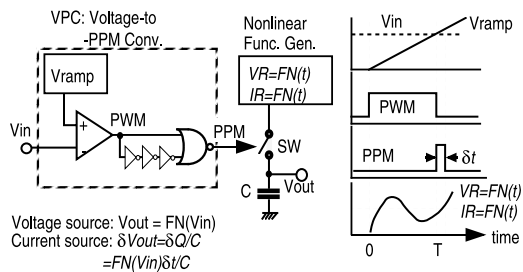 VPC: Voltage-to
-PPM Conv.
Vramp
Vin
+
-
PWM
PPM
Nonlinear
Func. Gen.
VR=FN(t)
IR=FN(t)
SW
C
Vout
Voltage source: Vout = FN(Vin)
Current source: δVout=δQ/C
=FN(Vin)δt/C
Vin
Vramp
PWM
PPM
δt
VR=FN(t)
IR=FN(t)
0
T
time